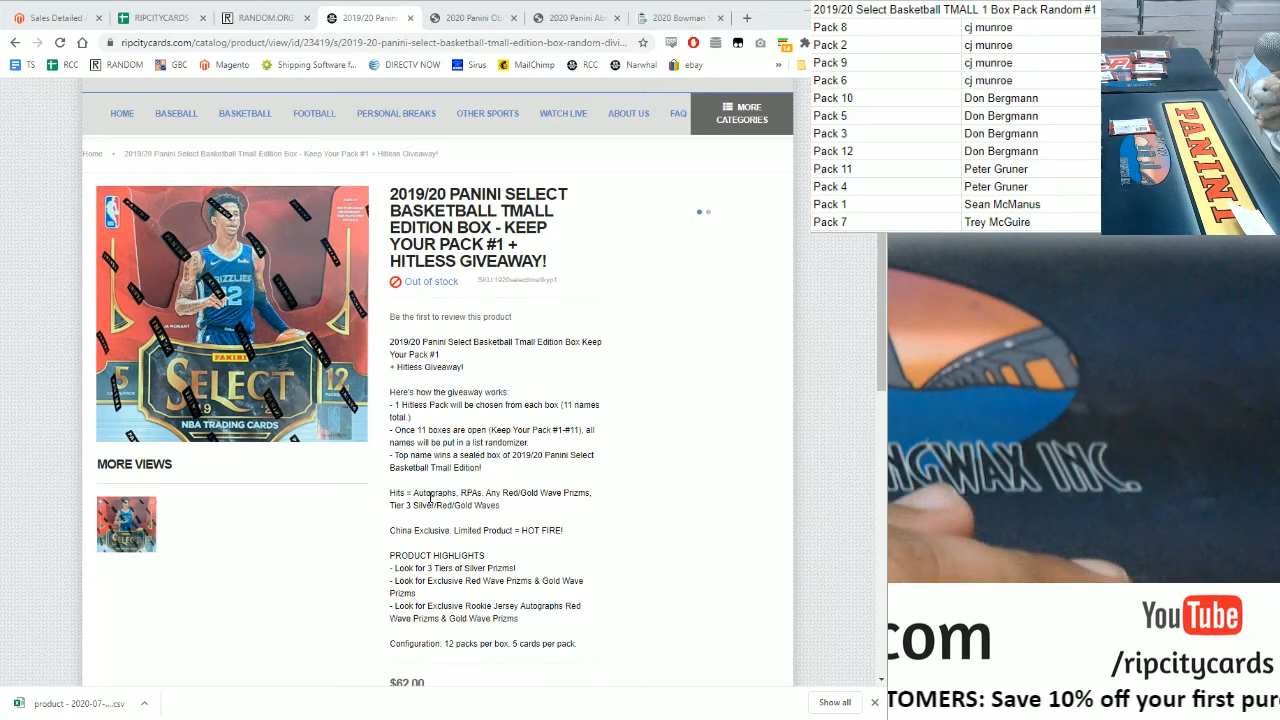 Sales Detailed /
RIPCITYCARDS
RANDOM.ORG
2019/20 Panini
2020 Panini Ob
2020 Panini Abs
2020 Bowman S
ripcitycards.com/catalog/product/view/id/23419/s/2019-20-panini-
-tmall-edition-box-random-divi...
TS
RCC
RANDOM
GBC
Magento
Shipping Software f...
DYMO
Sirus
MailChimp
RCC
Narwhal
ebay
HOME
BASEBALL
BASKETBALL
FOOTBALL
PERSONAL BREAKS
OTHER SPORTS
WATCH LIVE
ABOUT US
FAQ
MORE
CATEGORIES
Home • 2019/20 Panini Select Basketball Tmall Edition Box - Keep Your Pack #1 + Hitless Giveaway!
GRIZZLIES
12
JA MORANT
PANINI
SELECT
5
12
NBA TRADING CARDS
MORE VIEWS
2019/20 PANINI SELECT
BASKETBALL TMALL
EDITION BOX - KEEP
YOUR PACK #1 +
HITLESS GIVEAWAY!
Out of stock
SKU:1920selecttmallkyp1
Be the first to review this product
2019/20 Panini Select Basketball Tmall Edition Box Keep
Your Pack #1
+ Hitless Giveaway!
Here's how the giveaway works:
- 1 Hitless Pack will be chosen from each box (11 names
total.)
- Once 11 boxes are open (Keep Your Pack #1-#11), all
names will be put in a list randomizer.
- Top name wins a sealed box of 2019/20 Panini Select
Basketball Tmall Edition!
Hits = Autographs, RPAs, Any Red/Gold Wave Prizms,
Tier 3 Silver/Red/Gold Waves
China Exclusive. Limited Product = HOT FIRE!
PRODUCT HIGHLIGHTS
- Look for 3 Tiers of Silver Prizms!
- Look for Exclusive Red Wave Prizms & Gold Wave
Prizms
- Look for Exclusive Rookie Jersey Autographs Red
Wave Prizms & Gold Wave Prizms
Configuration: 12 packs per box. 5 cards per pack.
$62.00
product - 2020-07-....csv
Show all
2019/20 Select Basketball TMALL 1 Box Pack Random #1
Pack 8 cj munroe
Pack 2 cj munroe
Pack 9 cj munroe
Pack 6 cj munroe
Pack 10 Don Bergmann
Pack 5 Don Bergmann
Pack 3 Don Bergmann
Pack 12 Don Bergmann
Pack 11 Peter Gruner
Pack 4 Peter Gruner
Pack 1 Sean McManus
Pack 7 Trey McGuire
PANINI
NGWAX INC.
.com
YouTube
/ripcitycards
TOMERS: Save 10% off your first pur